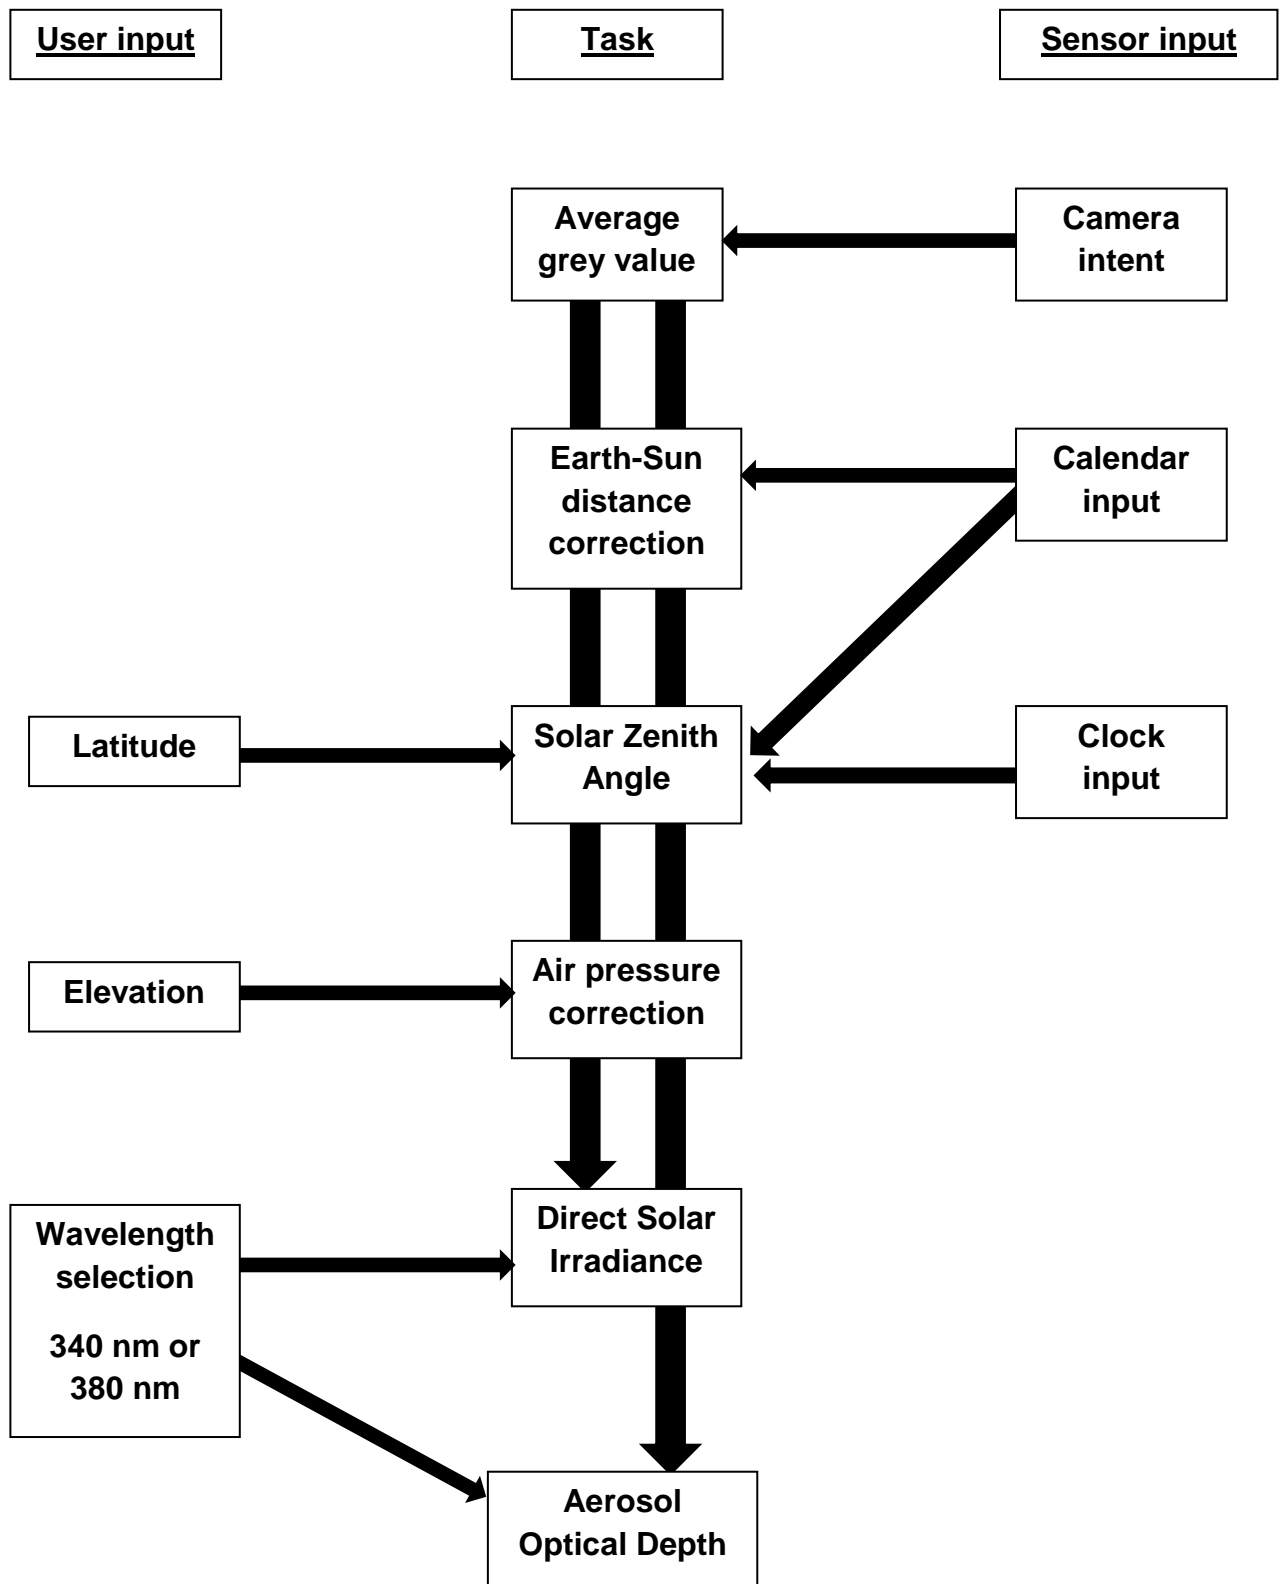 User input
Task
Sensor input
Average
grey value
Camera
intent
Earth-Sun
distance
correction
Calendar
input
Latitude
Solar Zenith
Angle
Clock
input
Elevation
Air pressure
correction
Wavelength
selection
340 nm or
380 nm
Direct Solar
Irradiance
Aerosol
Optical Depth